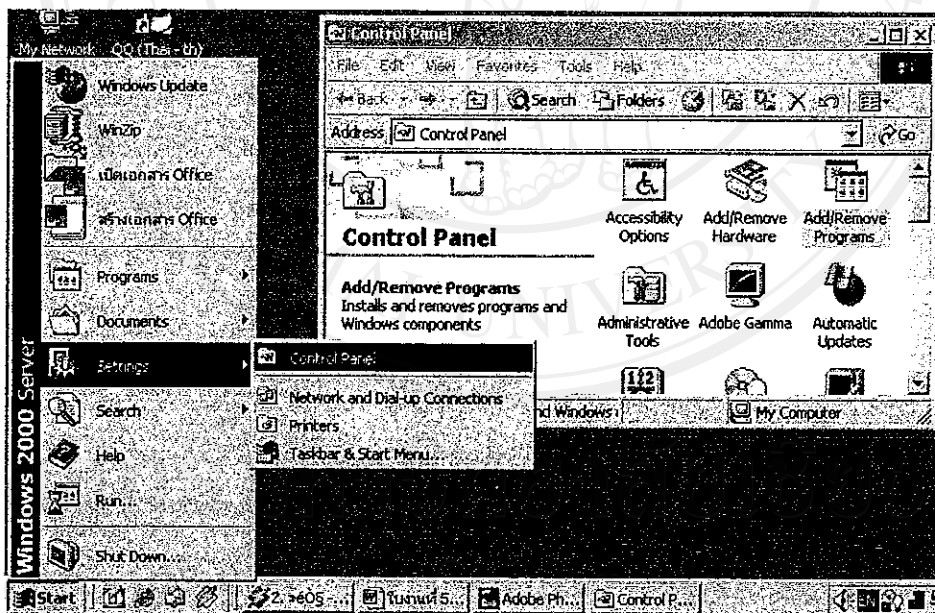 My Network
QQ (Thai - th)
Windows Update
WinZip
เปิดเอกสาร Office
สร้างเอกสาร Office
Programs
Documents
Settings
Search
Help
Run...
Shut Down...
Windows 2000 Server
Control Panel
Network and Dial-up Connections
Printers
Taskbar & Start Menu...
Control Panel
File Edit View Favorites Tools Help
Back Search Folders
Address Control Panel Go
Control Panel
Add/Remove Programs
Installs and removes programs and
Windows components
Accessibility
Options
Add/Remove
Hardware
Add/Remove
Programs
Administrative
Tools
Adobe Gamma
Automatic
Updates
nd Windows
My Computer
Start
Adobe Ph...
Control P...
UNIVER